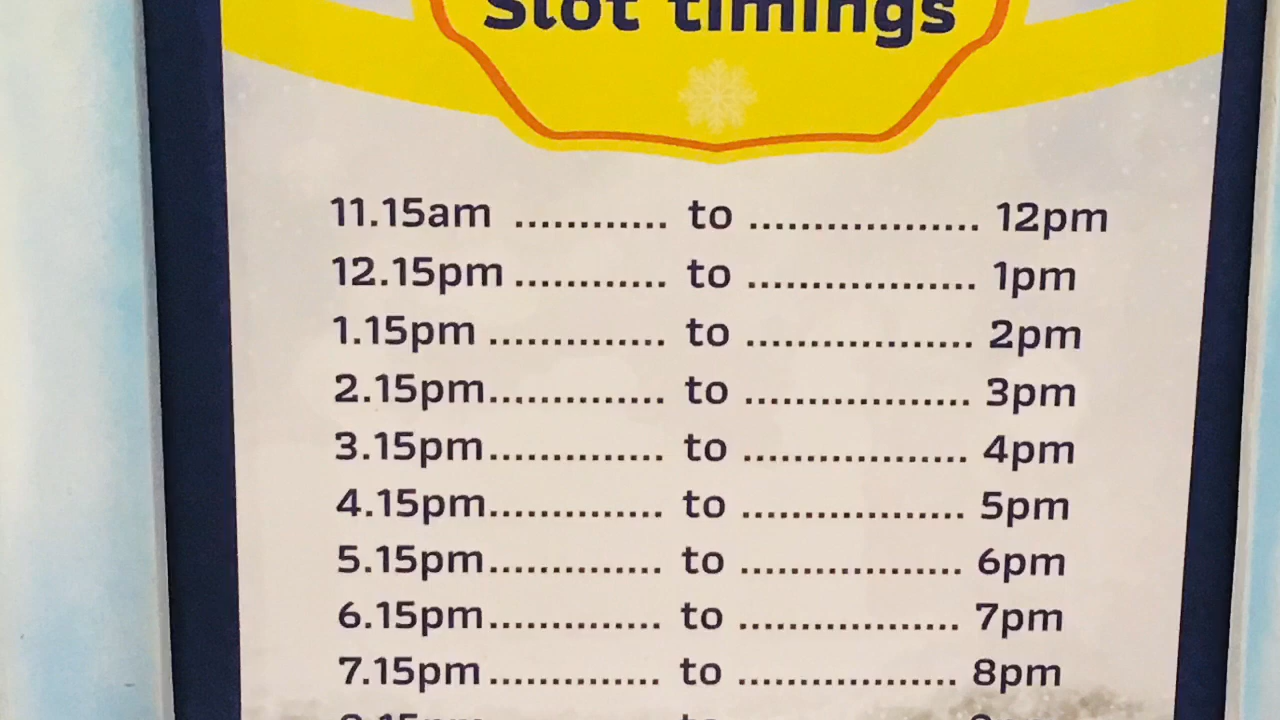 Slot timings
11.15am ............ to .................. 12pm
12.15pm ............ to .................. 1pm
1.15pm .............. to .................. 2pm
2.15pm.............. to .................. 3pm
3.15pm.............. to .................. 4pm
4.15pm.............. to .................. 5pm
5.15pm.............. to .................. 6pm
6.15pm.............. to .................. 7pm
7.15pm.............. to .................. 8pm